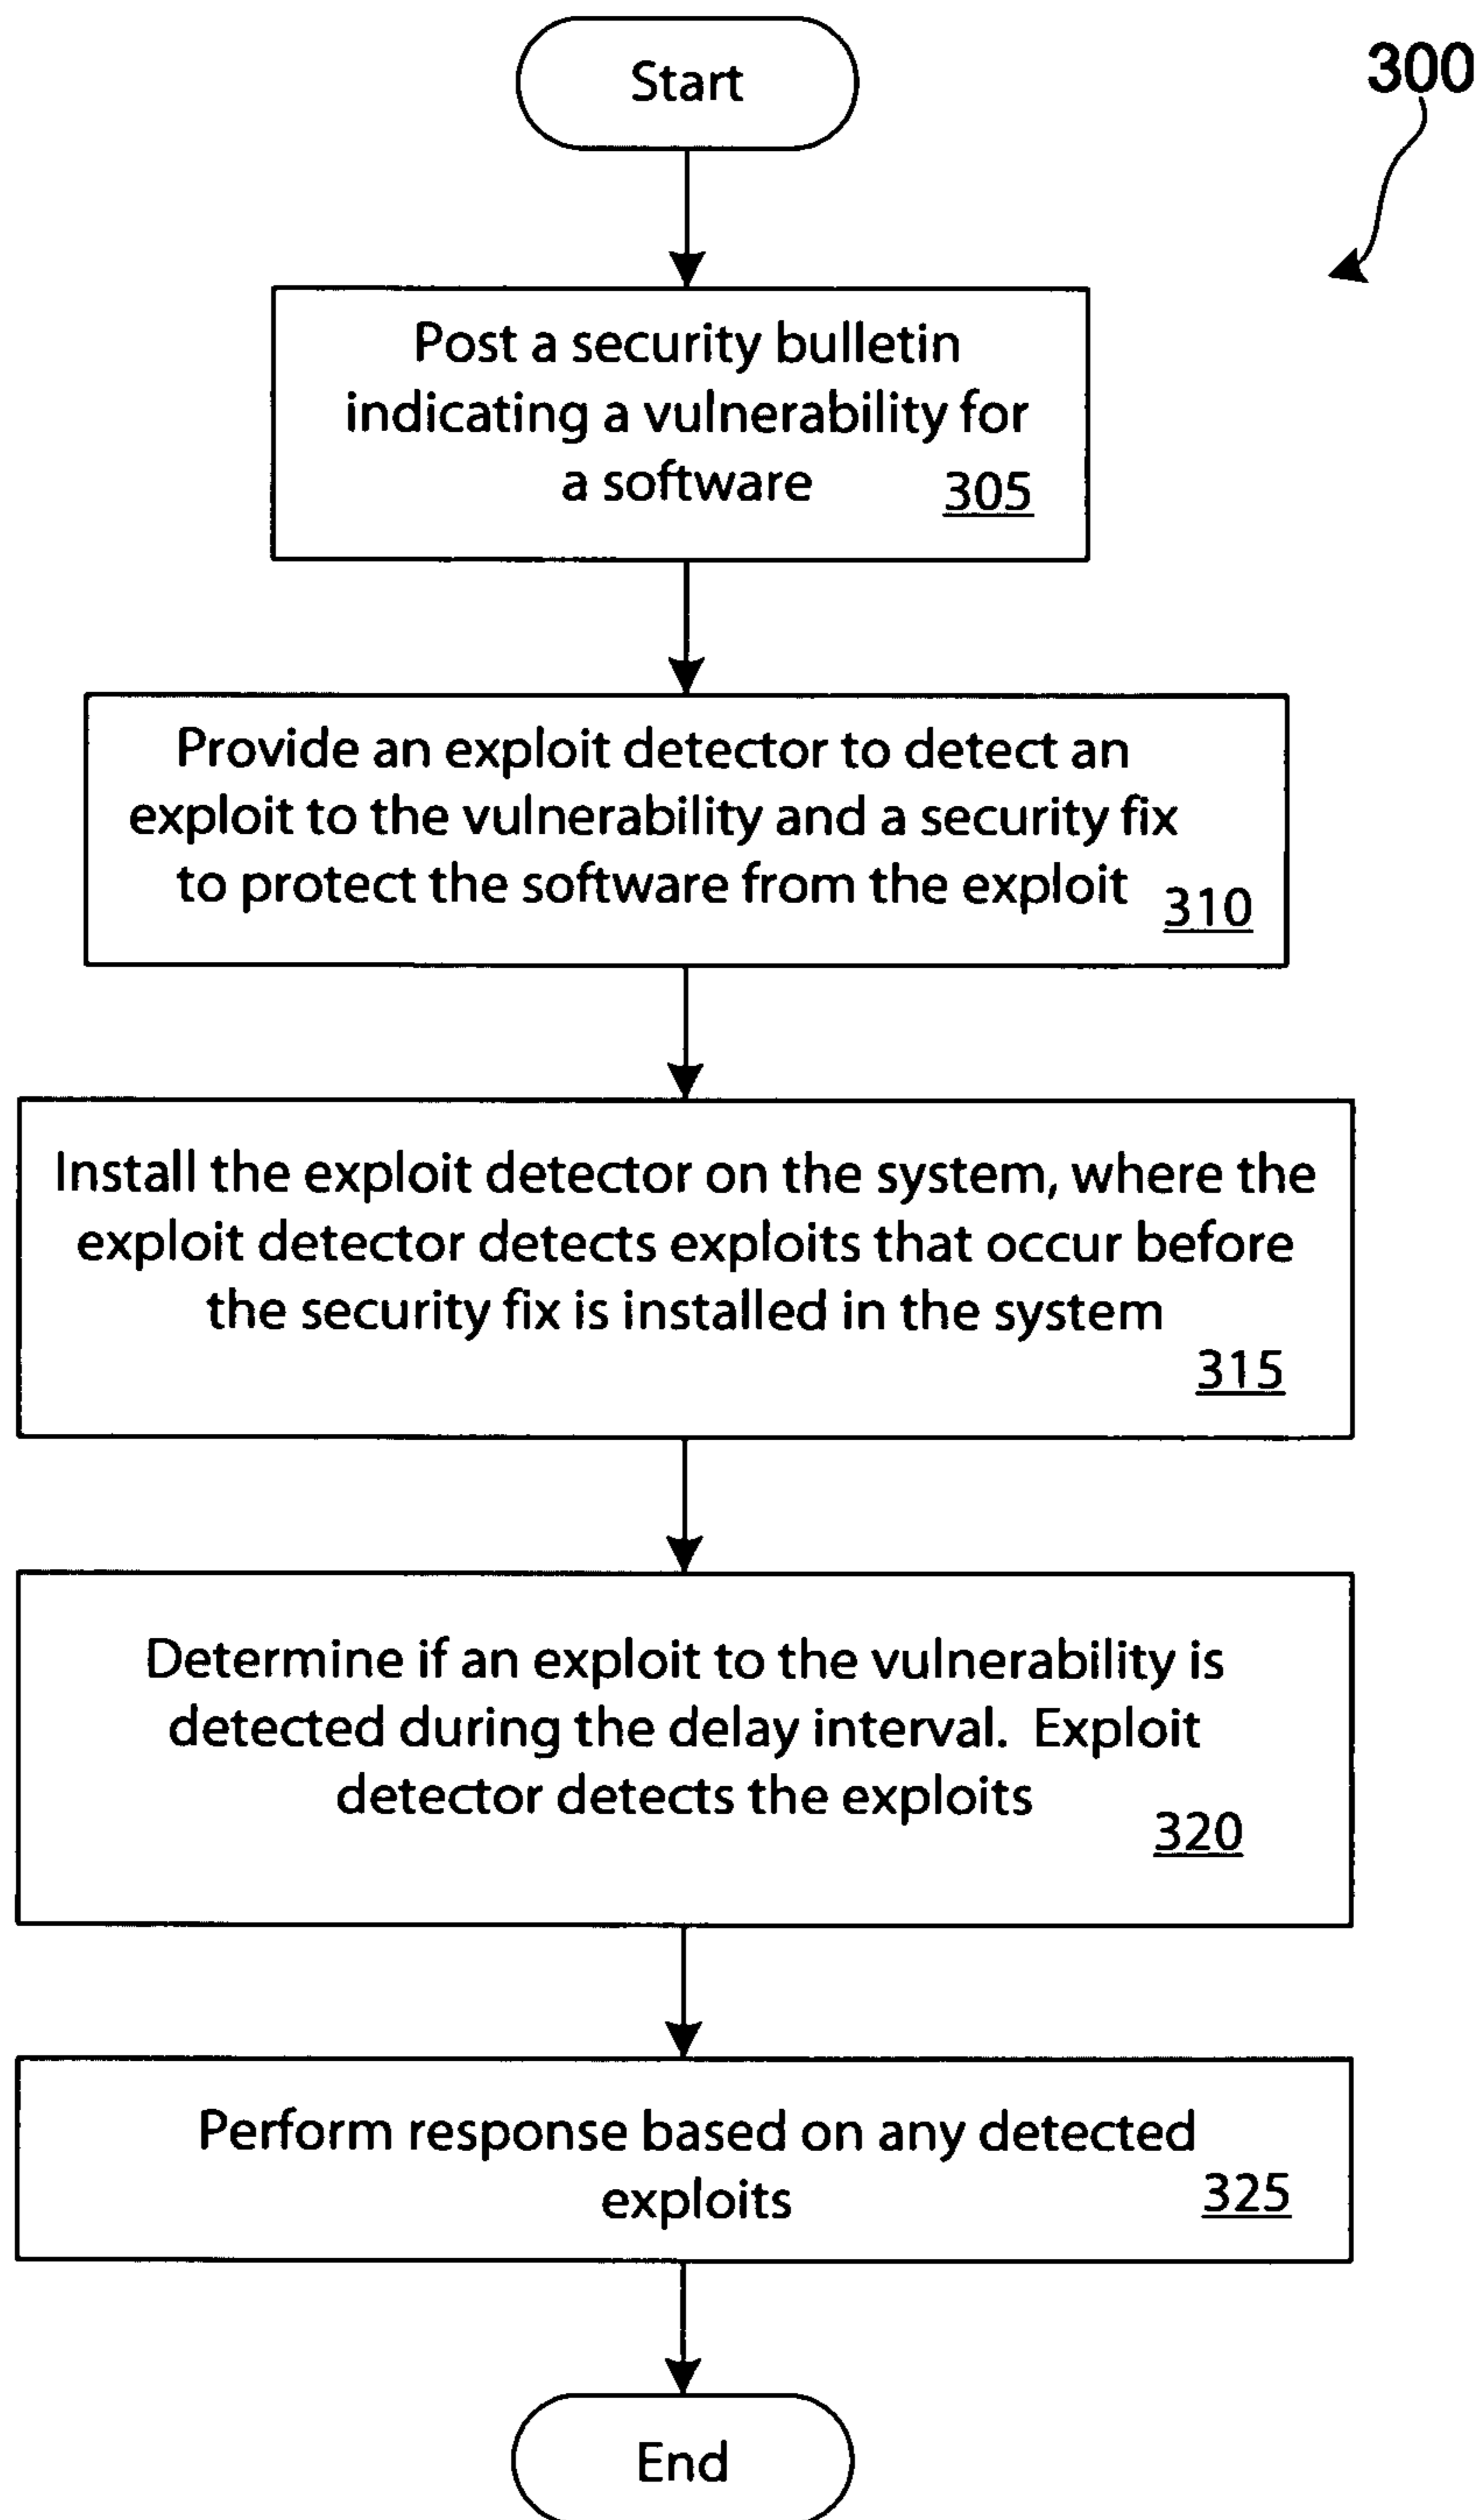 Start
300
Post a security bulletin
indicating a vulnerability for
a software 305
Provide an exploit detector to detect an
exploit to the vulnerability and a security fix
to protect the software from the exploit 310
Install the exploit detector on the system, where the
exploit detector detects exploits that occur before
the security fix is installed in the system
315
Determine if an exploit to the vulnerability is
detected during the delay interval. Exploit
detector detects the exploits
320
Perform response based on any detected
exploits 325
End